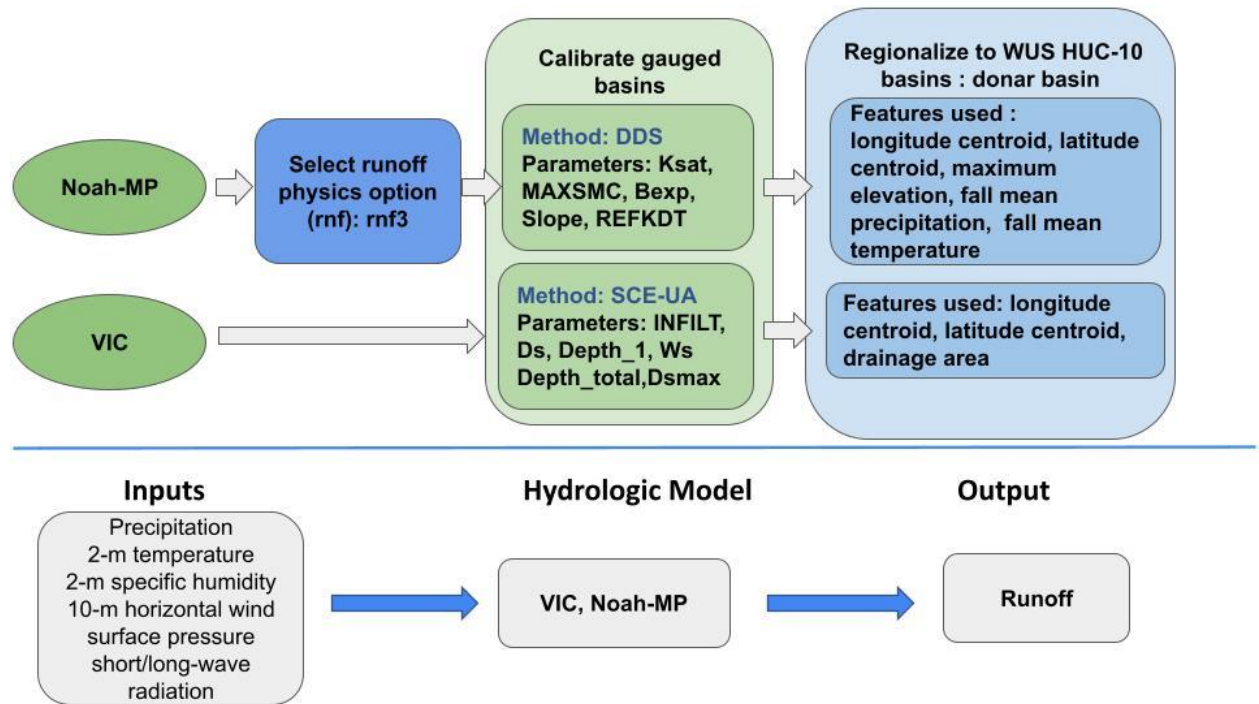 Noah-MP
Select runoff
physics option
(rnf): rnf3
Calibrate gauged
basins
Method: DDS
Parameters: Ksat,
MAXSMC, Bexp,
Slope, REFKDT
Regionalize to WUS HUC-10
basins : donar basin
Features used :
longitude centroid, latitude
centroid, maximum
elevation, fall mean
precipitation, fall mean
temperature
VIC
Method: SCE-UA
Parameters: INFILT,
Ds, Depth_1, Ws
Depth_total,Dsmax
Features used: longitude
centroid, latitude centroid,
drainage area
Inputs
Precipitation
2-m temperature
2-m specific humidity
10-m horizontal wind
surface pressure
short/long-wave
radiation
Hydrologic Model
VIC, Noah-MP
Output
Runoff